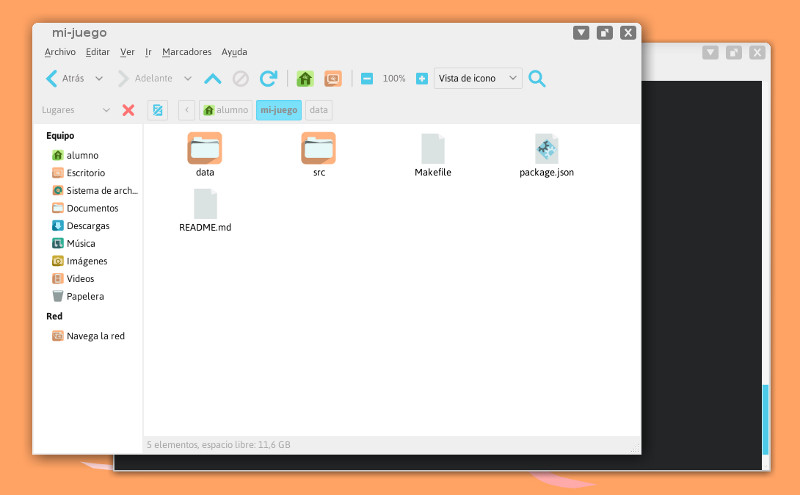 mi-juego
Archivo Editar Ver Ir Marcadores Ayuda
Atrás Adelante 100% Vista de icono
Lugares alumno mi-juego data
Equipo
alumno
Escritorio
Sistema de arch...
Documentos
Descargas
Música
Imágenes
Videos
Papelera
Red
Navega la red
data src Makefile package.json
README.md
5 elementos, espacio libre: 11,6 GB